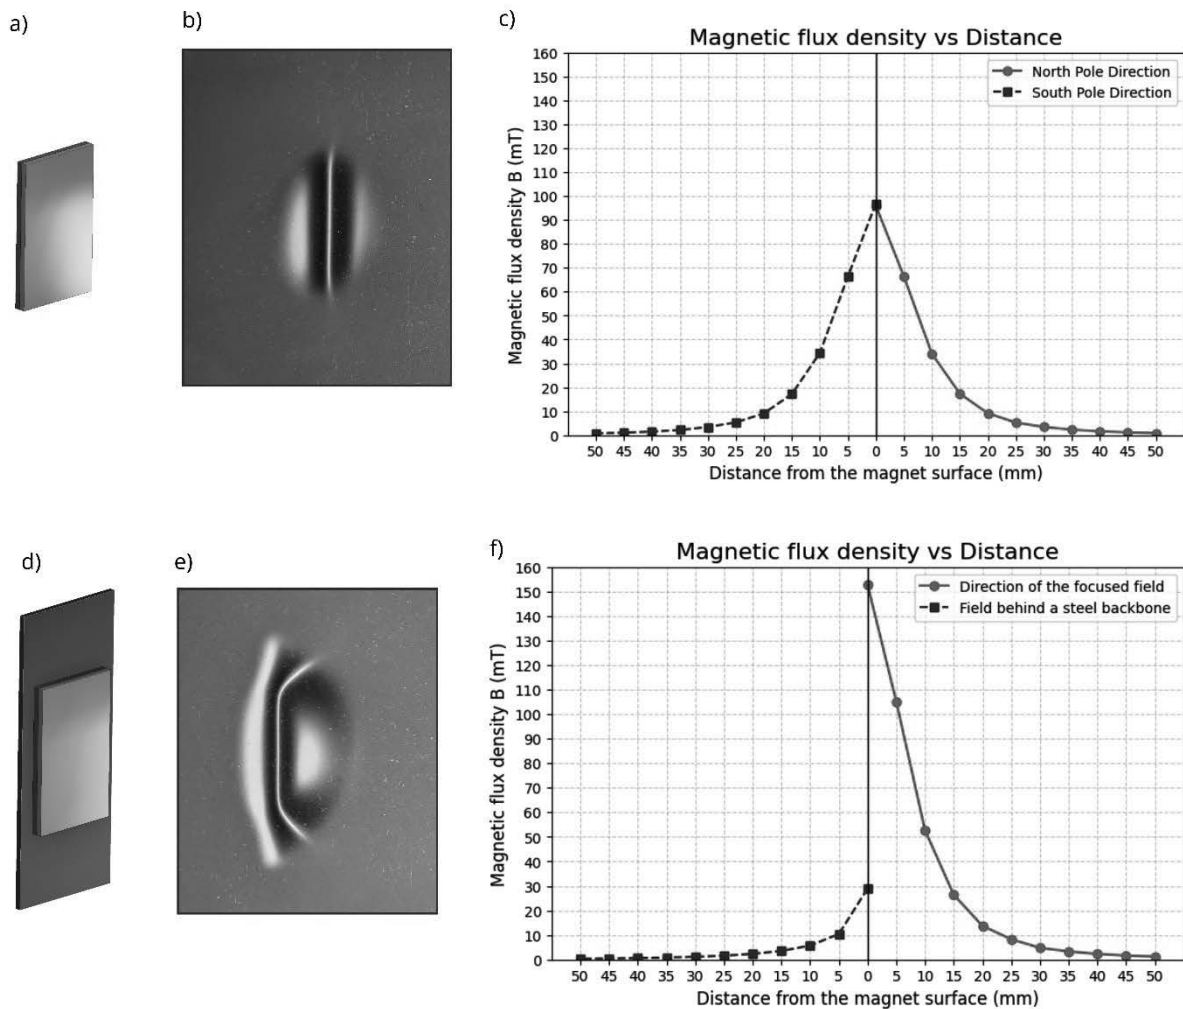 a)
b)
c)
Magnetic flux density vs Distance
160
150
140
130
120
110
100
90
80
70
60
50
40
30
20
10
0
Magnetic flux density B (mT)
North Pole Direction
South Pole Direction
50 45 40 35 30 25 20 15 10 5 0 5 10 15 20 25 30 35 40 45 50
Distance from the magnet surface (mm)
d)
e)
f)
Magnetic flux density vs Distance
160
150
140
130
120
110
100
90
80
70
60
50
40
30
20
10
0
Magnetic flux density B (mT)
Direction of the focused field
Field behind a steel backbone
50 45 40 35 30 25 20 15 10 5 0 5 10 15 20 25 30 35 40 45 50
Distance from the magnet surface (mm)